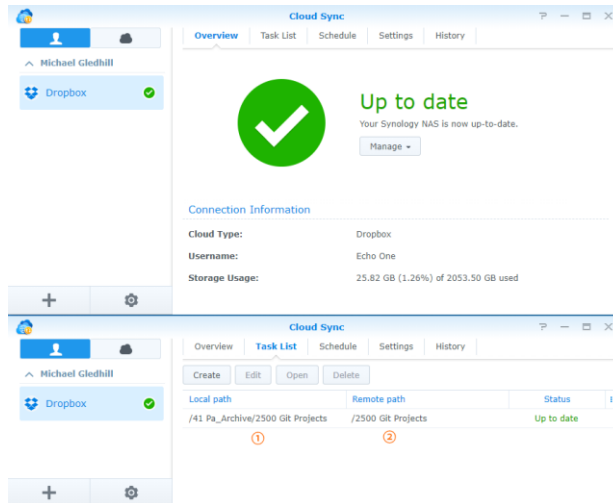 Cloud Sync
Overview Task List Schedule Settings History
Michael Gledhill
Dropbox
Up to date
Your Synology NAS is now up-to-date.
Manage
Connection Information
Cloud Type: Dropbox
Username: Echo One
Storage Usage: 25.82 GB (1.26%) of 2053.50 GB used
Cloud Sync
Overview Task List Schedule Settings History
Michael Gledhill
Dropbox
Create Edit Open Delete
Local path Remote path Status
/41 Pa_Archive/2500 Git Projects /2500 Git Projects Up to date
① ②